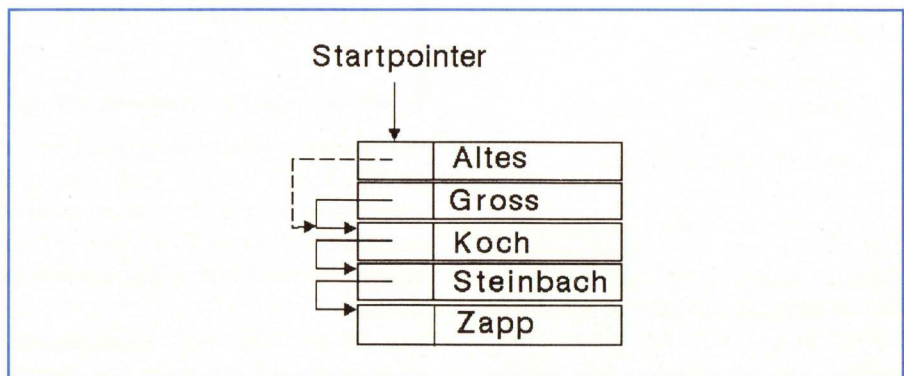 Startpointer
Altes
Gross
Koch
Steinbach
Zapp